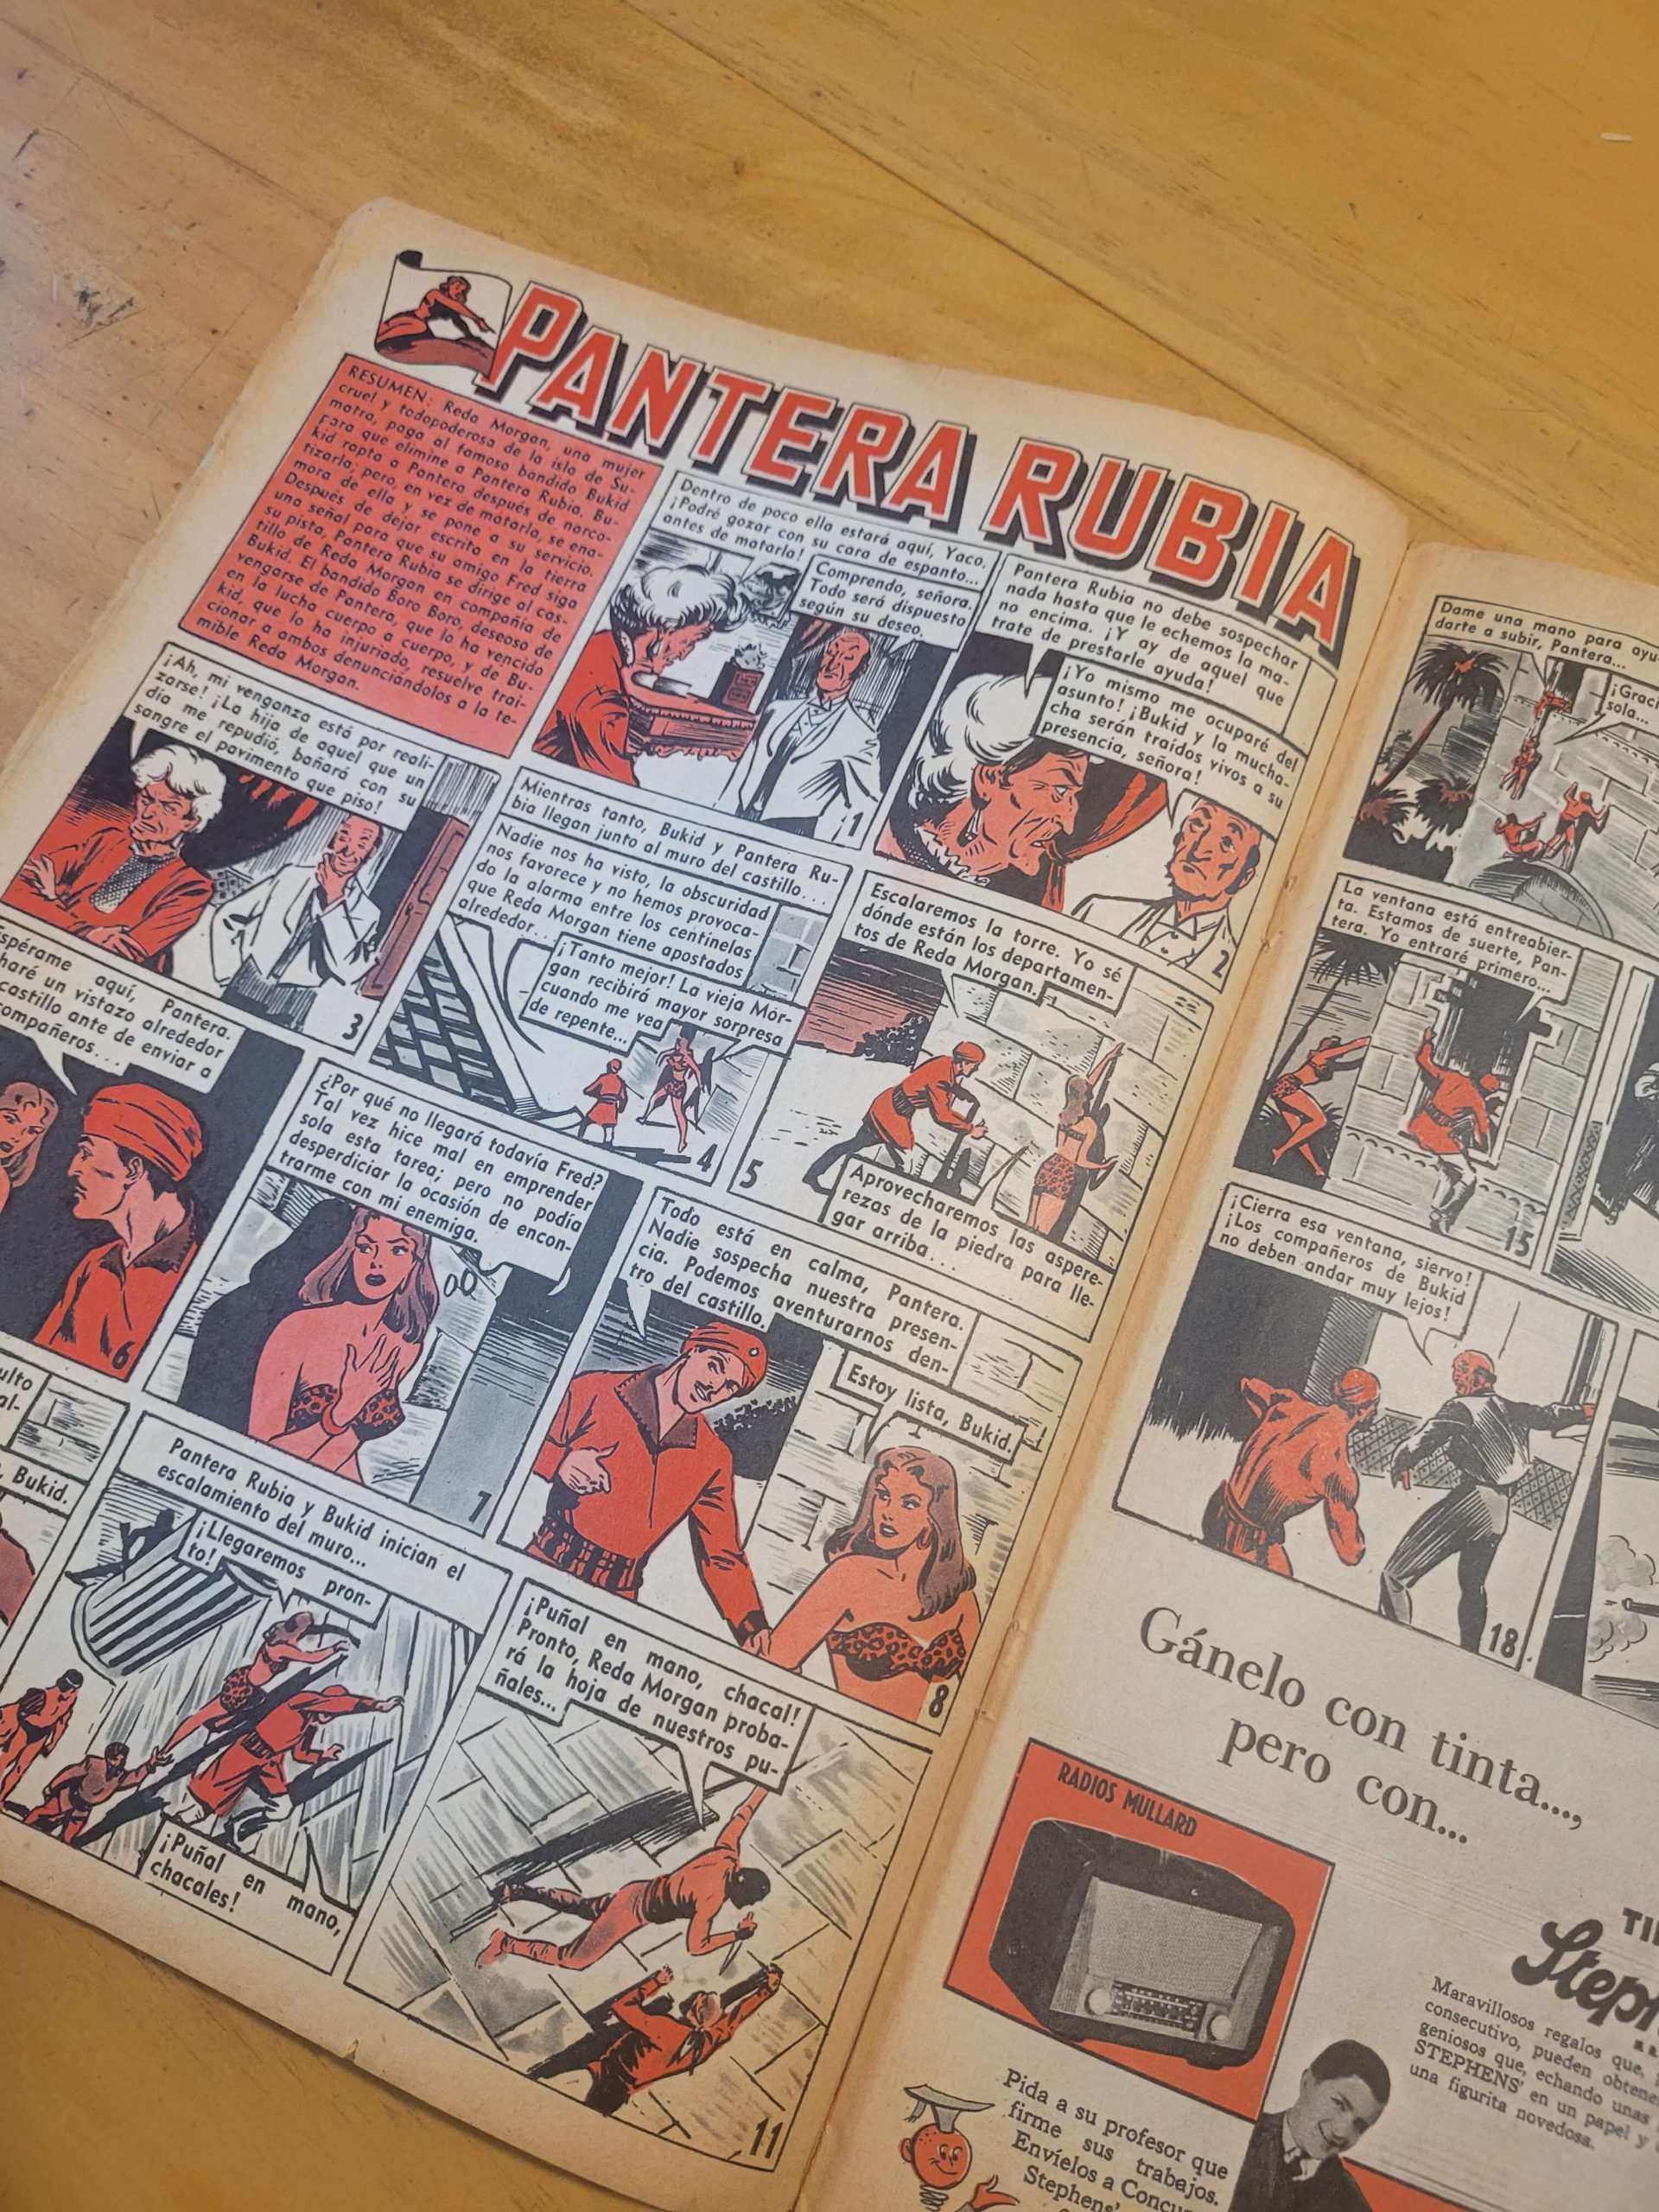 PANTERA RUBIA
RESUMEN: Reda Morgan, una mujer
cruel y todopoderosa de la isla de Su-
matra, paga al famoso bandido Bukid
para que elimine a Pantera Rubia. Bu-
kid rapta a Pantera después de narco-
tizarla; pero, en vez de matarla, se ena-
mora de ella y se pone a su servicio.
Después de dejar escrita en la tierra
una señal para que su amigo Fred siga
su pista, Pantera Rubia se dirige al cas-
tillo de Reda Morgan en compañía de
Bukid. El bandido Boro Boro, deseoso de
vengarse de Pantera, que lo ha vencido
en la lucha cuerpo a cuerpo, y de Bu-
kid, que lo ha injuriado, resuelve trai-
cionar a ambos denunciándolos a la te-
mible Reda Morgan.
Dentro de poco ella estará aquí, Yaco.
¡Podré gozar con su cara de espanto...
antes de matarla!
Comprendo, señora.
Todo será dispuesto
según su deseo.
1
Pantera Rubia no debe sospechar
nada hasta que le echemos la ma-
no encima. ¡Y ay de aquel que
trate de prestarle ayuda!
¡Yo mismo me ocuparé del
asunto! ¡Bukid y la mucha-
cha serán traídos vivos a su
presencia, señora!
2
¡Ah, mi venganza está por reali-
zarse! ¡La hija de aquel que un
día me repudió, bañará con su
sangre el pavimento que piso!
3
Mientras tanto, Bukid y Pantera Ru-
bia llegan junto al muro del castillo...
Nadie nos ha visto, la obscuridad
nos favorece y no hemos provoca-
do la alarma entre los centinelas
que Reda Morgan tiene apostados
alrededor...
¡Tanto mejor! La vieja Mór-
gan recibirá mayor sorpresa
cuando me vea
de repente...
4
Escalaremos la torre. Yo sé
dónde están los departamen-
tos de Reda Morgan.
Aprovecharemos las aspere-
rezas de la piedra para lle-
gar arriba...
5
aquí, Pantera.
un vistazo alrededor
castillo ante de enviar a
6
¿Por qué no llegará todavía Fred?
Tal vez hice mal en emprender
sola esta tarea; pero no podía
desperdiciar la ocasión de encon-
trarme con mi enemiga.
7
Todo está en calma, Pantera.
Nadie sospecha nuestra presen-
cia. Podemos aventurarnos den-
tro del castillo.
Estoy lista, Bukid.
8
Bukid.
Pantera Rubia y Bukid inician el
escalamiento del muro...
¡Llegaremos pron-
to!
¡Puñal en mano,
chacales!
¡Puñal en mano, chacal!
Pronto, Reda Morgan proba-
rá la hoja de nuestros pu-
ñales...
11
Dame una mano para ayu-
darte a subir, Pantera...
sola...
La ventana está entreabier-
ta. Estamos de suerte, Pan-
tera. Yo entraré primero...
15
¡Cierra esa ventana, siervo!
¡Los compañeros de Bukid
no deben andar muy lejos!
18
Gánelo con tinta...,
pero con...
RADIOS MULLARD
Maravillosos regalos que,
consecutivo, pueden
geniosos que, echando unas
STEPHENS' en un papel y
una figurita novedosa.
Pida a su profesor que
firme sus trabajos.
Envíelos a
Stephens'